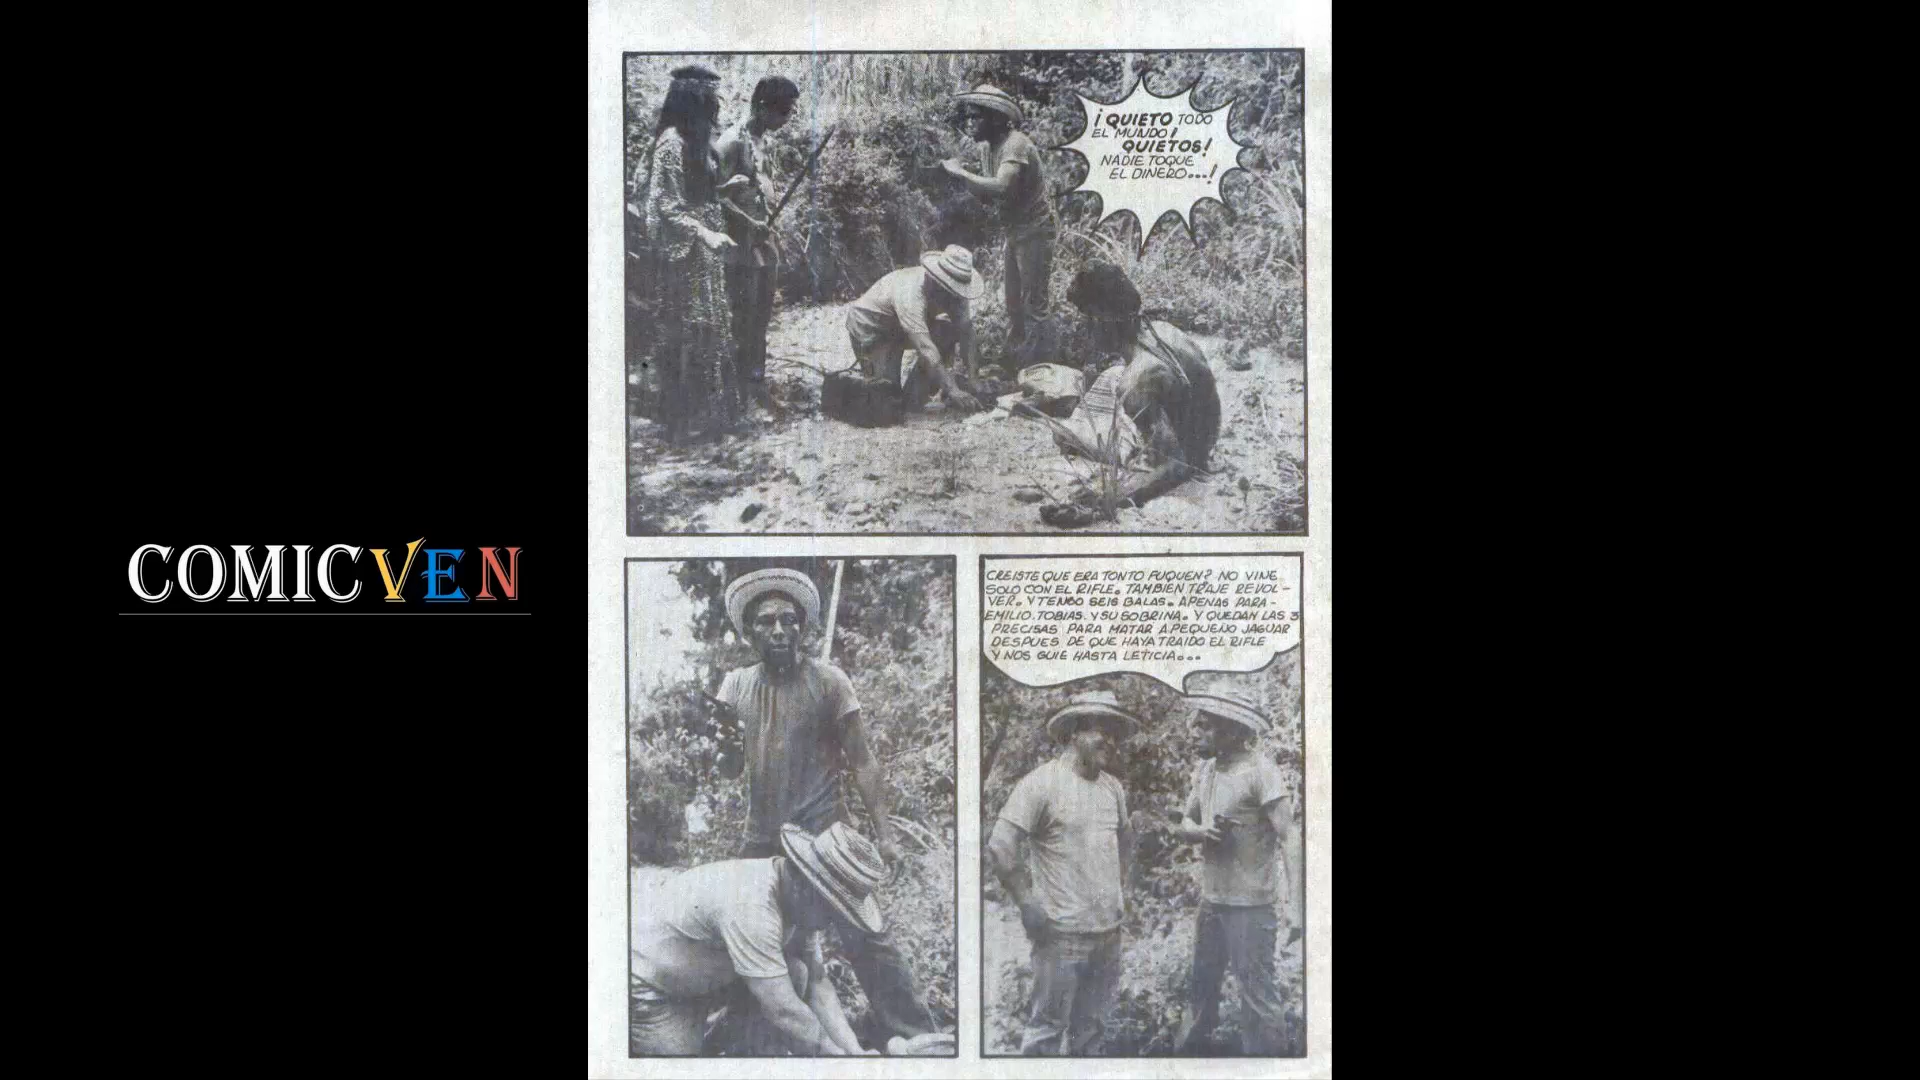 ¡QUIETO TODO
EL MUNDO!
QUIETOS!
NADIE TOQUE
EL DINERO...!
COMICVEN
CREISTE QUE ERA TONTO FUQUEN? NO VINE
SOLO CON EL RIFLE. TAMBIEN TRAJE REVOL-
VER. Y TENGO SEIS BALAS. APENAS PARA-
EMILIO. TOBIAS. Y SU SOBRINA. Y QUEDAN LAS 3
PRECISAS PARA MATAR A PEQUEÑO JAGUAR
DESPUES DE QUE HAYA TRAIDO EL RIFLE
Y NOS GUIE HASTA LETICIA...